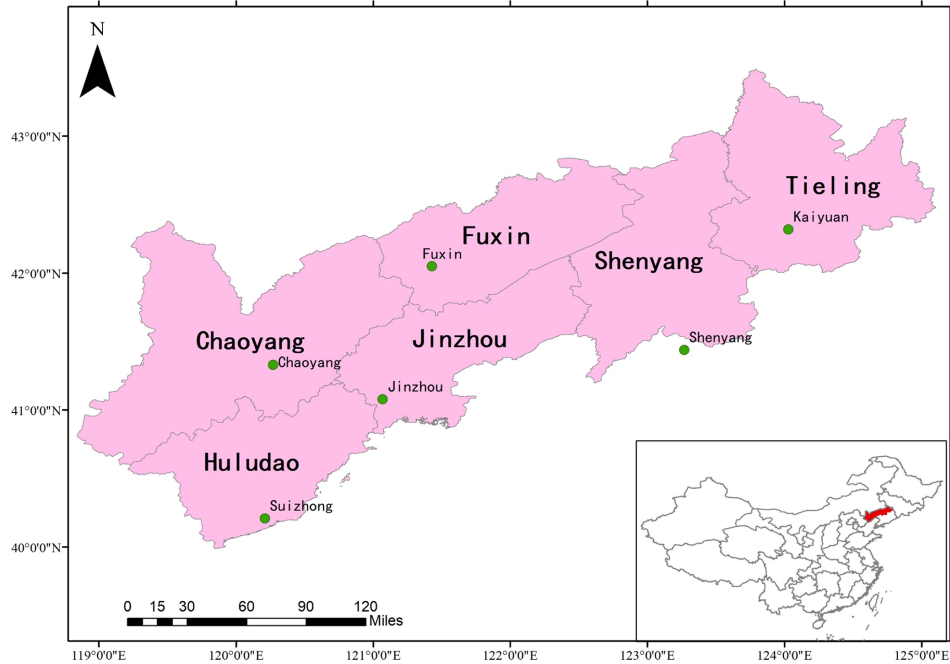 N
43°0'0"N
42°0'0"N
41°0'0"N
40°0'0"N
Tieling
Kaiyuan
Fuxin
Fuxin
Shenyang
Shenyang
Chaoyang
Chaoyang
Jinzhou
Jinzhou
Huludao
Suizhong
0 15 30 60 90 120
Miles
119°0'0"E 120°0'0"E 121°0'0"E 122°0'0"E 123°0'0"E 124°0'0"E 125°0'0"E